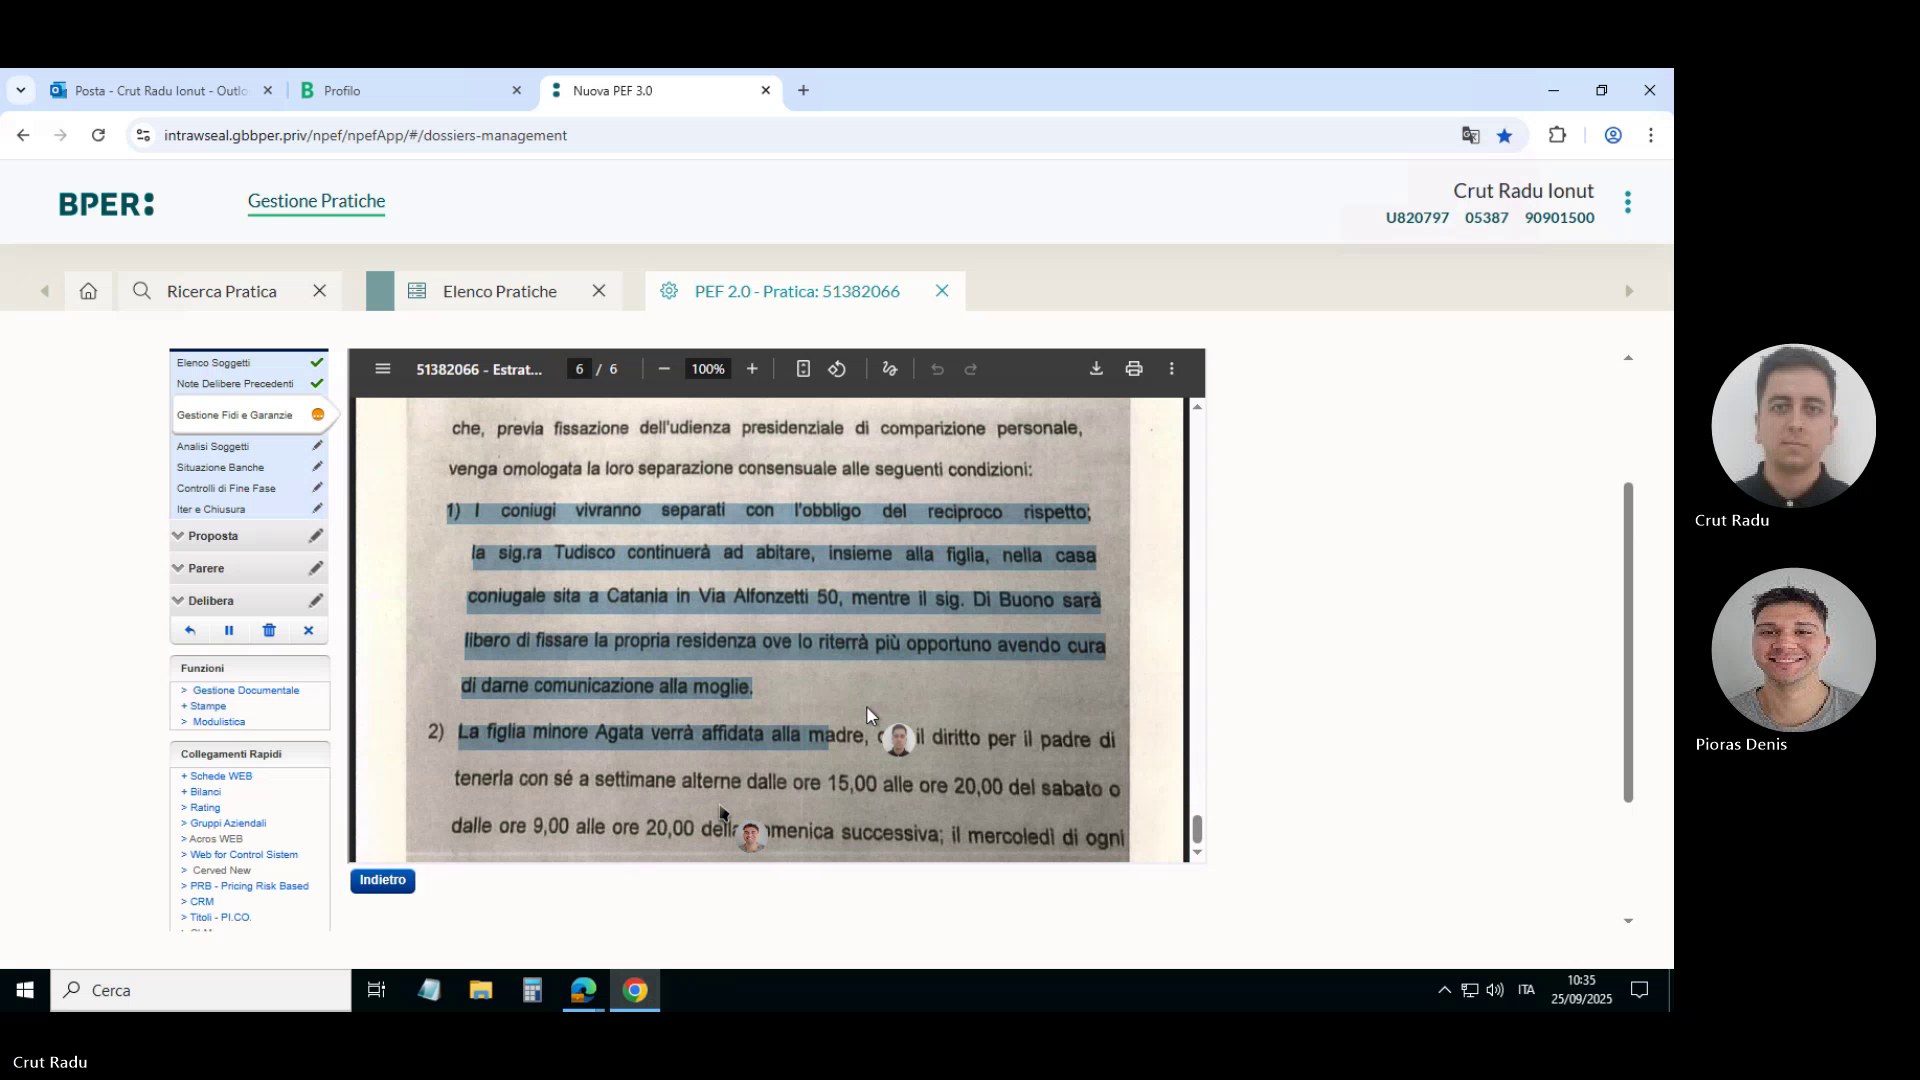 Posta - Crut Radu Ionut - Outlo
Profilo
Nuova PEF 3.0
intrawseal.gbbper.priv/npef/npefApp/#/dossiers-management
BPER:
Gestione Pratiche
Crut Radu Ionut
U820797 05387 90901500
Ricerca Pratica
Elenco Pratiche
PEF 2.0 - Pratica: 51382066
Elenco Soggetti
Note Delibere Precedenti
Gestione Fidi e Garanzie
Analisi Soggetti
Situazione Banche
Controlli di Fine Fase
Iter e Chiusura
Proposta
Parere
Delibera
Funzioni
> Gestione Documentale
+ Stampe
> Modulistica
Collegamenti Rapidi
+ Schede WEB
+ Bilanci
> Rating
> Gruppi Aziendali
> Acros WEB
> Web for Control Sistem
> Cerved New
> PRB - Pricing Risk Based
> CRM
> Titoli - PI.CO.
51382066 - Estrat...
6 / 6
100%
che, previa fissazione dell'udienza presidenziale di comparizione personale,
venga omologata la loro separazione consensuale alle seguenti condizioni:
1) I coniugi vivranno separati con l'obbligo del reciproco rispetto;
la sig.ra Tudisco continuerà ad abitare, insieme alla figlia, nella casa
coniugale sita a Catania in Via Alfonzetti 50, mentre il sig. Di Buono sarà
libero di fissare la propria residenza ove lo riterrà più opportuno avendo cura
di darne comunicazione alla moglie.
2) La figlia minore Agata verrà affidata alla madre, il diritto per il padre di
tenerla con sé a settimane alterne dalle ore 15,00 alle ore 20,00 del sabato o
dalle ore 9,00 alle ore 20,00 successiva; il mercoledì di ogni
Indietro
Cerca
ITA
10:35
25/09/2025
Crut Radu
Pioras Denis
Crut Radu